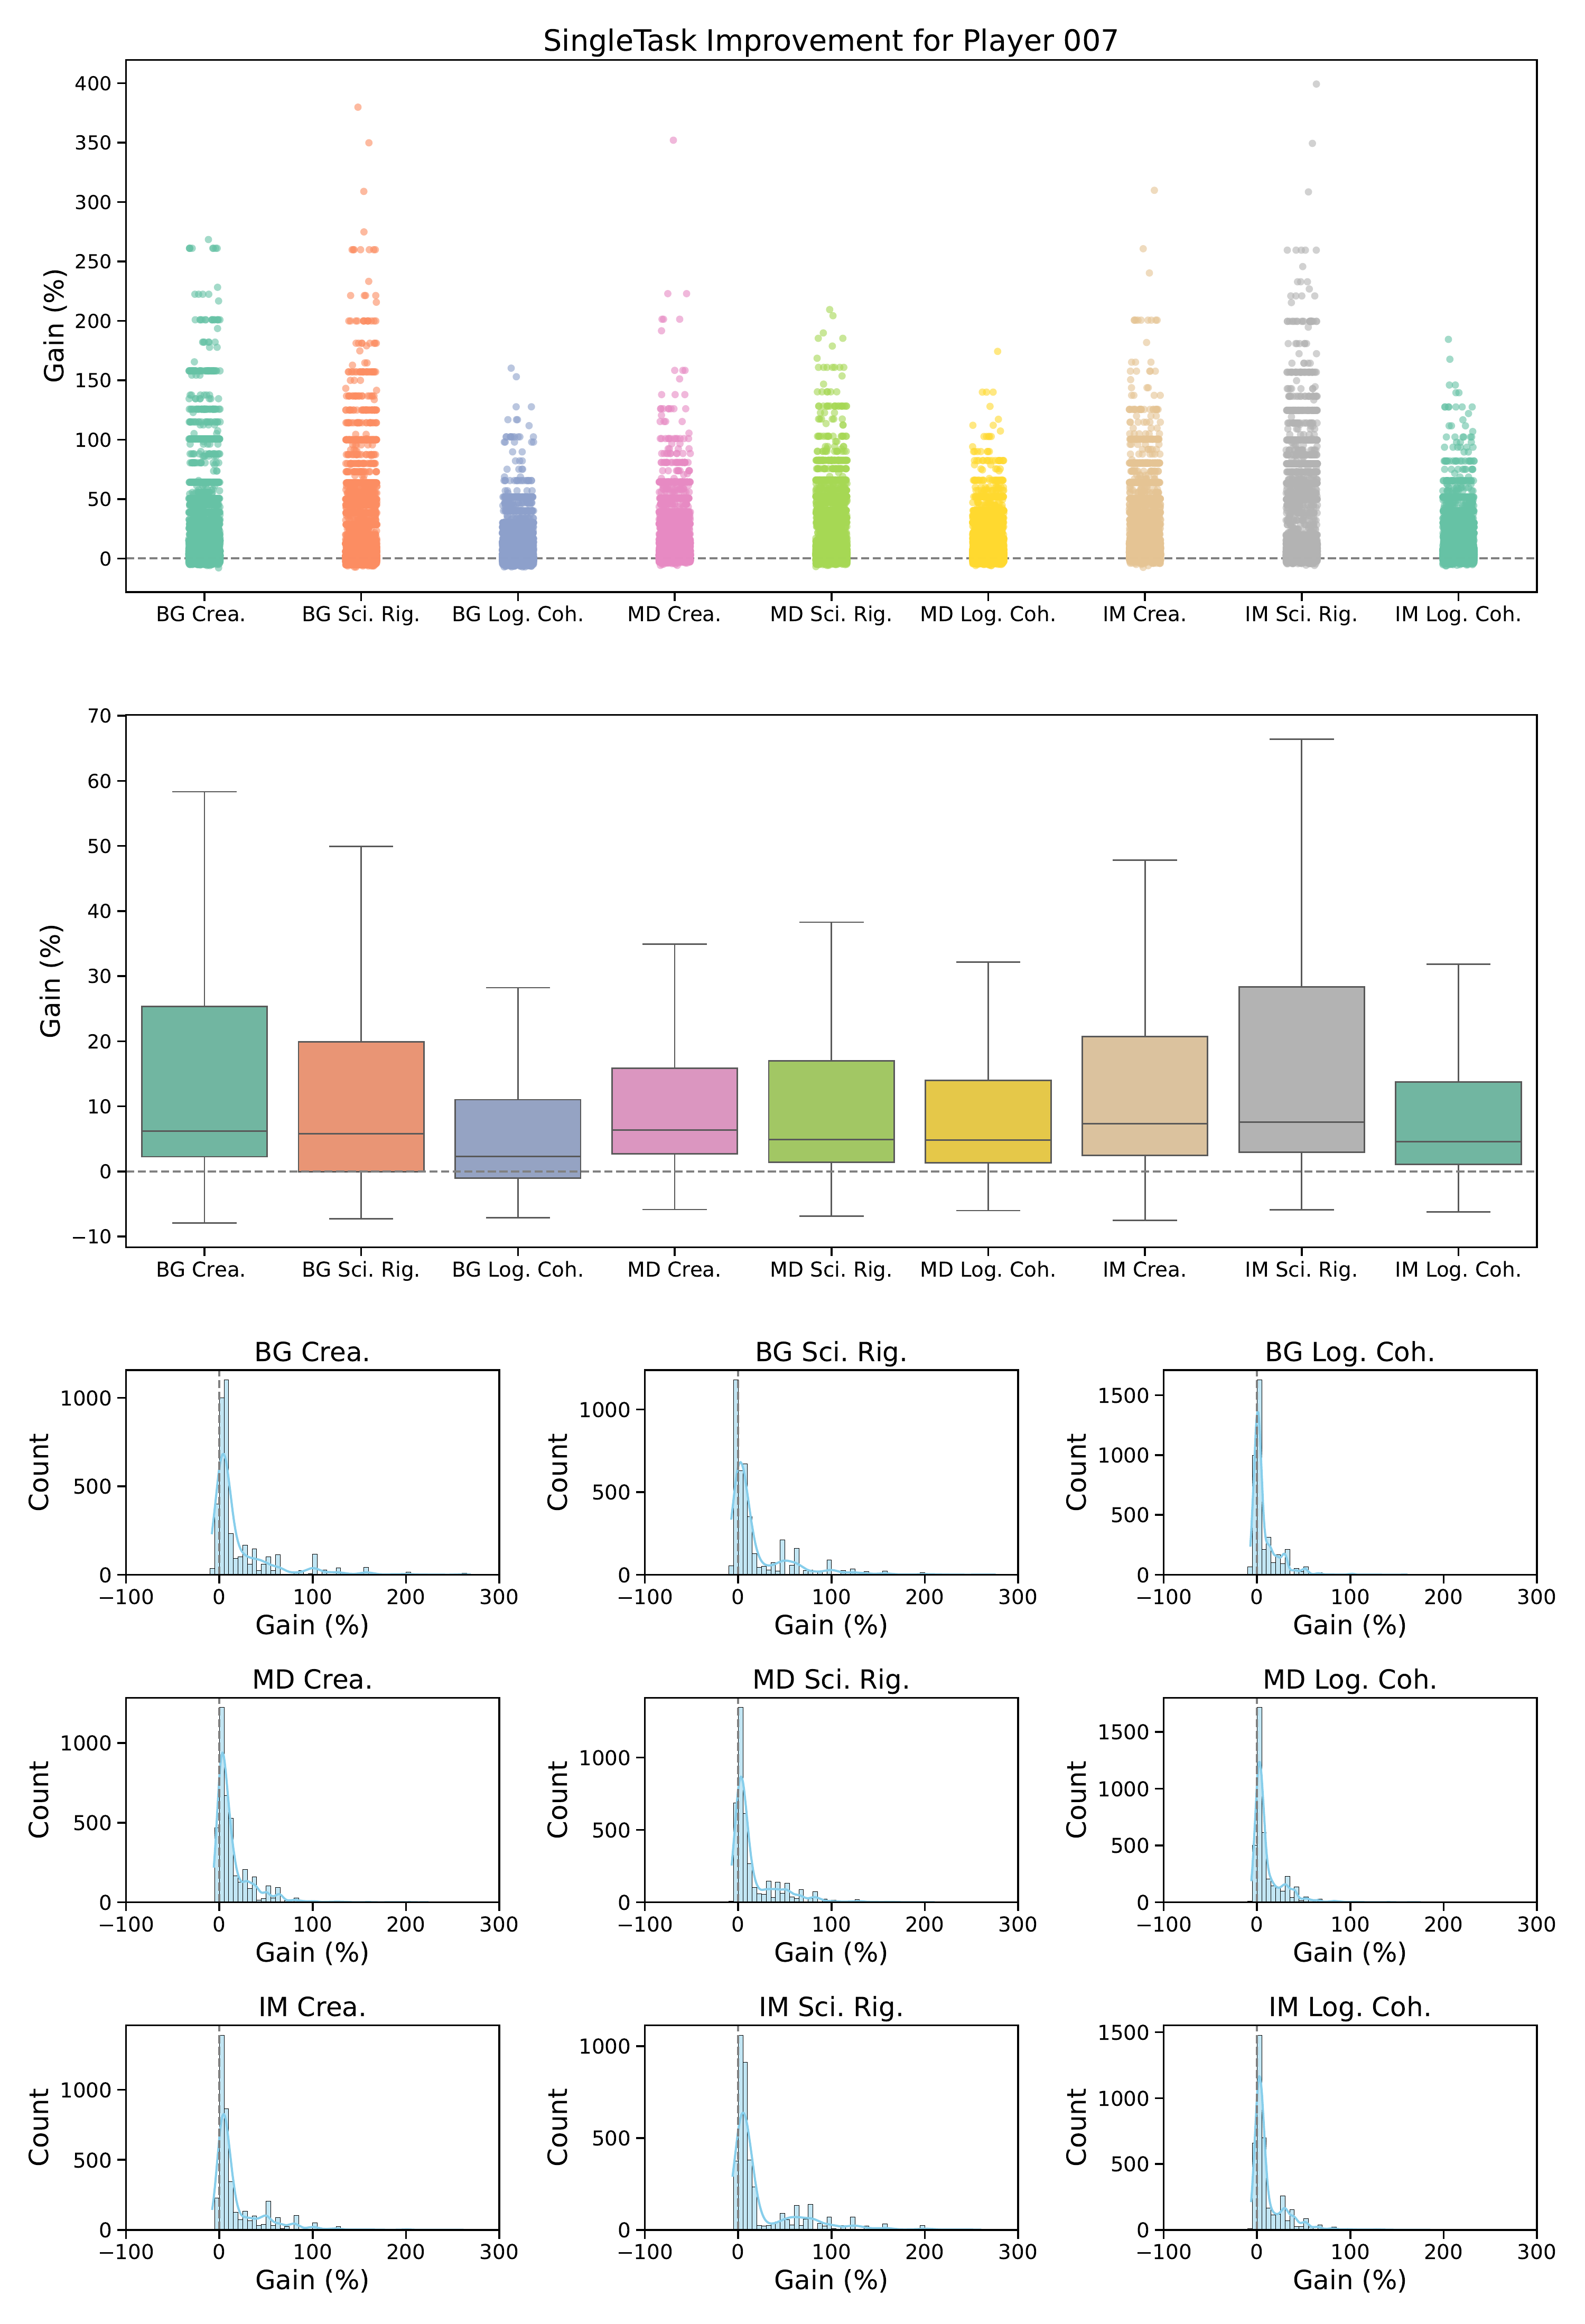 SingleTask Improvement for Player 007
Gain (%)
400
350
300
250
200
150
100
50
0
BG Crea. BG Sci. Rig. BG Log. Coh. MD Crea. MD Sci. Rig. MD Log. Coh. IM Crea. IM Sci. Rig. IM Log. Coh.
Gain (%)
70
60
50
40
30
20
10
0
−10
BG Crea. BG Sci. Rig. BG Log. Coh. MD Crea. MD Sci. Rig. MD Log. Coh. IM Crea. IM Sci. Rig. IM Log. Coh.
BG Crea.
Count
1000
500
0
−100 0 100 200 300
Gain (%)
BG Sci. Rig.
Count
1000
500
0
−100 0 100 200 300
Gain (%)
BG Log. Coh.
Count
1500
1000
500
0
−100 0 100 200 300
Gain (%)
MD Crea.
Count
1000
500
0
−100 0 100 200 300
Gain (%)
MD Sci. Rig.
Count
1000
500
0
−100 0 100 200 300
Gain (%)
MD Log. Coh.
Count
1500
1000
500
0
−100 0 100 200 300
Gain (%)
IM Crea.
Count
1000
500
0
−100 0 100 200 300
Gain (%)
IM Sci. Rig.
Count
1000
500
0
−100 0 100 200 300
Gain (%)
IM Log. Coh.
Count
1500
1000
500
0
−100 0 100 200 300
Gain (%)